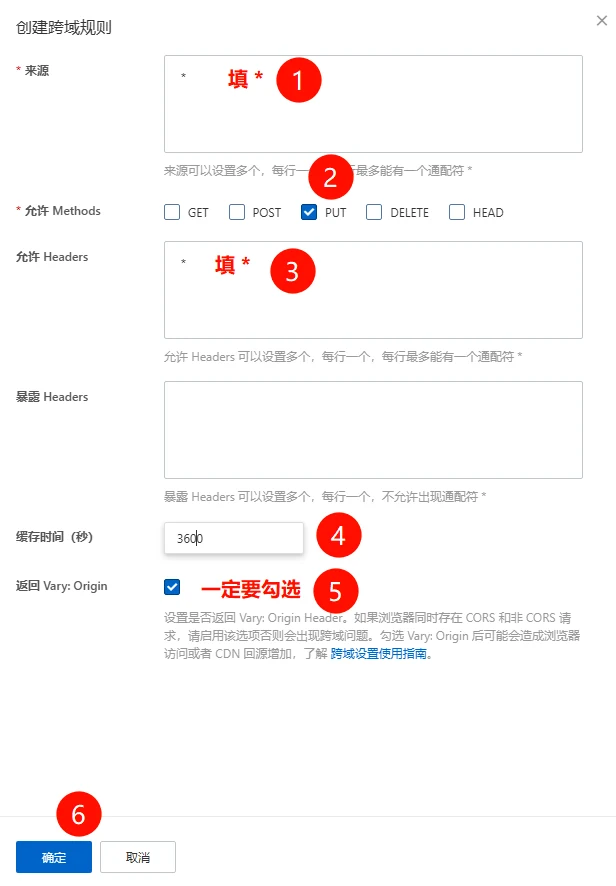 创建跨域规则
* 来源
*
填 *
1
2
来源可以设置多个，每行一 行最多能有一个通配符 *
* 允许 Methods
GET POST PUT DELETE HEAD
允许 Headers
*
填 *
3
允许 Headers 可以设置多个，每行一个，每行最多能有一个通配符 *
暴露 Headers
暴露 Headers 可以设置多个，每行一个，不允许出现通配符 *
缓存时间（秒）
3600
4
返回 Vary: Origin
一定要勾选
5
设置是否返回 Vary: Origin Header。如果浏览器同时存在 CORS 和非 CORS 请
求，请启用该选项否则会出现跨域问题。勾选 Vary: Origin 后可能会造成浏览器
访问或者 CDN 回源增加，了解 跨域设置使用指南。
6
确定 取消